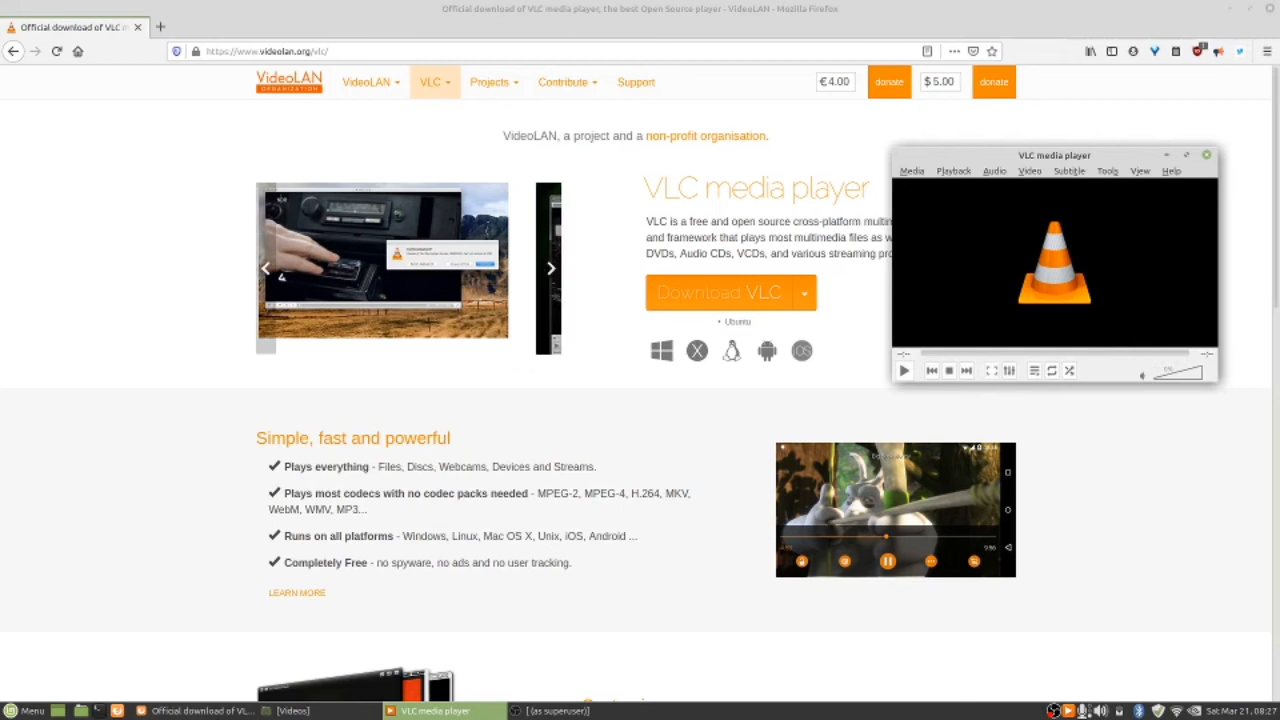 Official download of VLC media player, the best Open Source player - VideoLAN - Mozilla Firefox
Official download of VLC m
https://www.videolan.org/vlc/
VideoLAN
ORGANIZATION
VideoLAN
VLC
Projects
Contribute
Support
€ 4.00
donate
$ 5.00
donate
VideoLAN, a project and a non-profit organisation.
VLC media player
VLC is a free and open source cross-platform multim
and framework that plays most multimedia files as w
DVDs, Audio CDs, VCDs, and various streaming pro
Download VLC
• Ubuntu
iOS
VLC media player
Media Playback Audio Video Subtitle Tools View Help
0%
Simple, fast and powerful
Plays everything - Files, Discs, Webcams, Devices and Streams.
Plays most codecs with no codec packs needed - MPEG-2, MPEG-4, H.264, MKV,
WebM, WMV, MP3...
Runs on all platforms - Windows, Linux, Mac OS X, Unix, iOS, Android ...
Completely Free - no spyware, no ads and no user tracking.
LEARN MORE
9:56
Menu
Official download of VL...
[Videos]
VLC media player
[ (as superuser)]
Sat Mar 21, 08:27